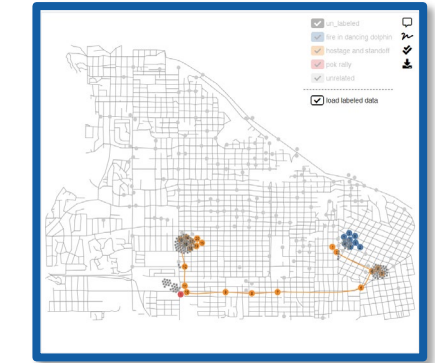 un_labeled
fire in dancing dolphin
hostage and standoff
pok rally
unrelated
load labeled data